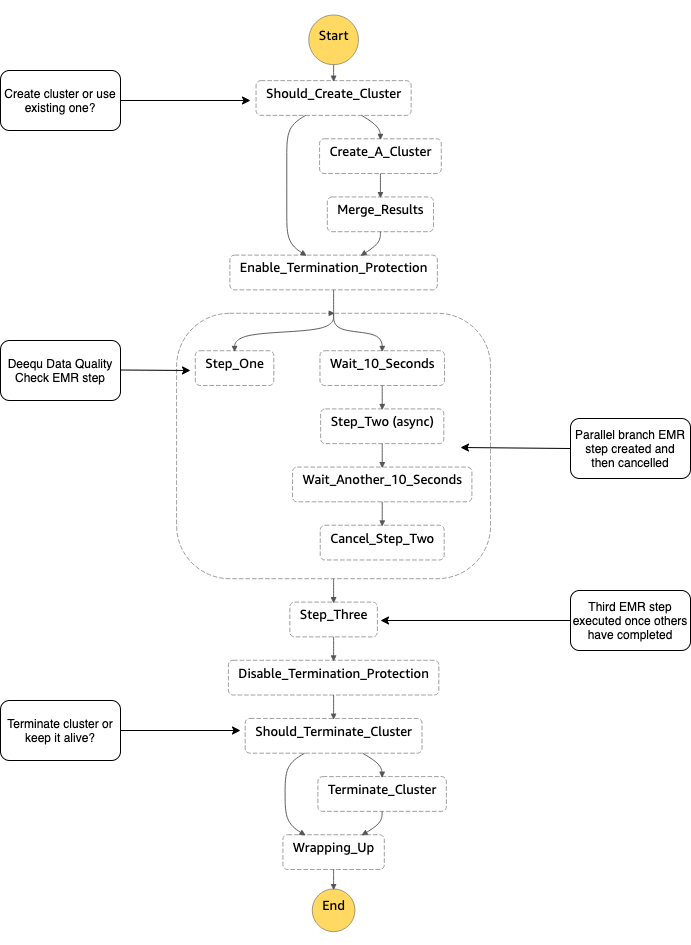 Start
Create cluster or use
existing one?
Should_Create_Cluster
Create_A_Cluster
Merge_Results
Enable_Termination_Protection
Deequ Data Quality
Check EMR step
Step_One
Wait_10_Seconds
Step_Two (async)
Parallel branch EMR
step created and
then cancelled
Wait_Another_10_Seconds
Cancel_Step_Two
Step_Three
Third EMR step
executed once others
have completed
Disable_Termination_Protection
Terminate cluster or
keep it alive?
Should_Terminate_Cluster
Terminate_Cluster
Wrapping_Up
End